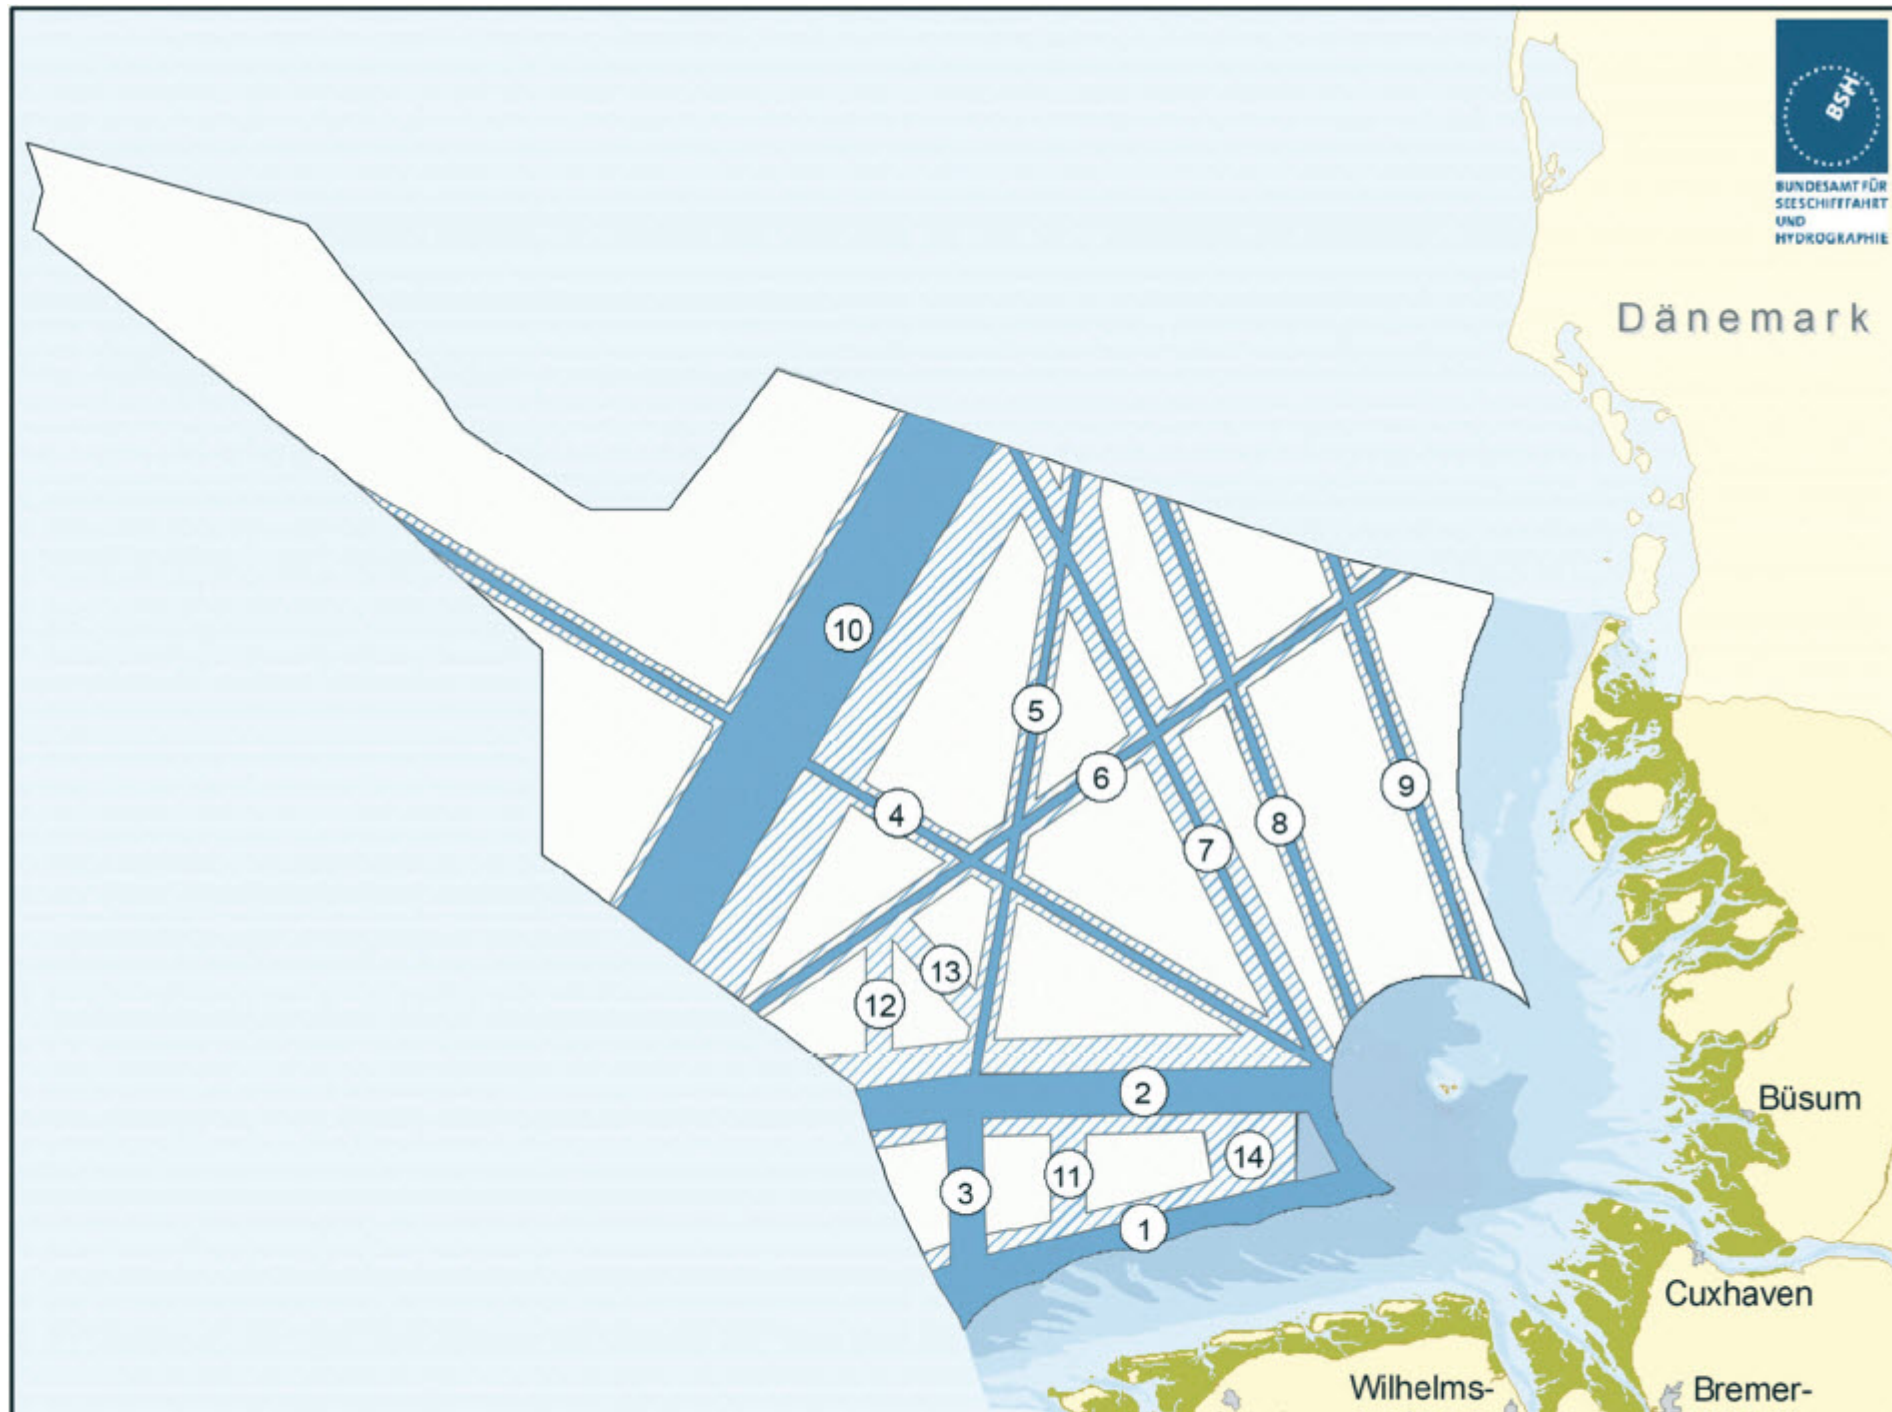 BSH
BUNDESAMT FÜR
SEESCHIFFFAHRT
UND
HYDROGRAPHIE
Dänemark
10
5
6
4
9
8
7
13
12
2
14
11
3
1
Büsum
Cuxhaven
Wilhelms-
Bremer-